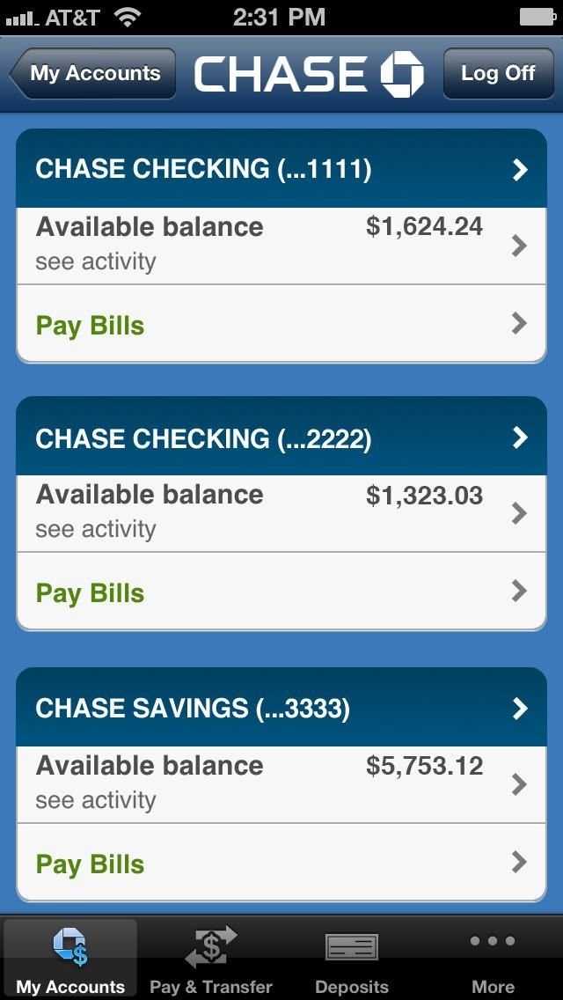 AT&T 2:31 PM
My Accounts CHASE Log Off
CHASE CHECKING (...1111)
Available balance $1,624.24
see activity
Pay Bills
CHASE CHECKING (...2222)
Available balance $1,323.03
see activity
Pay Bills
CHASE SAVINGS (...3333)
Available balance $5,753.12
see activity
Pay Bills
My Accounts Pay & Transfer Deposits More